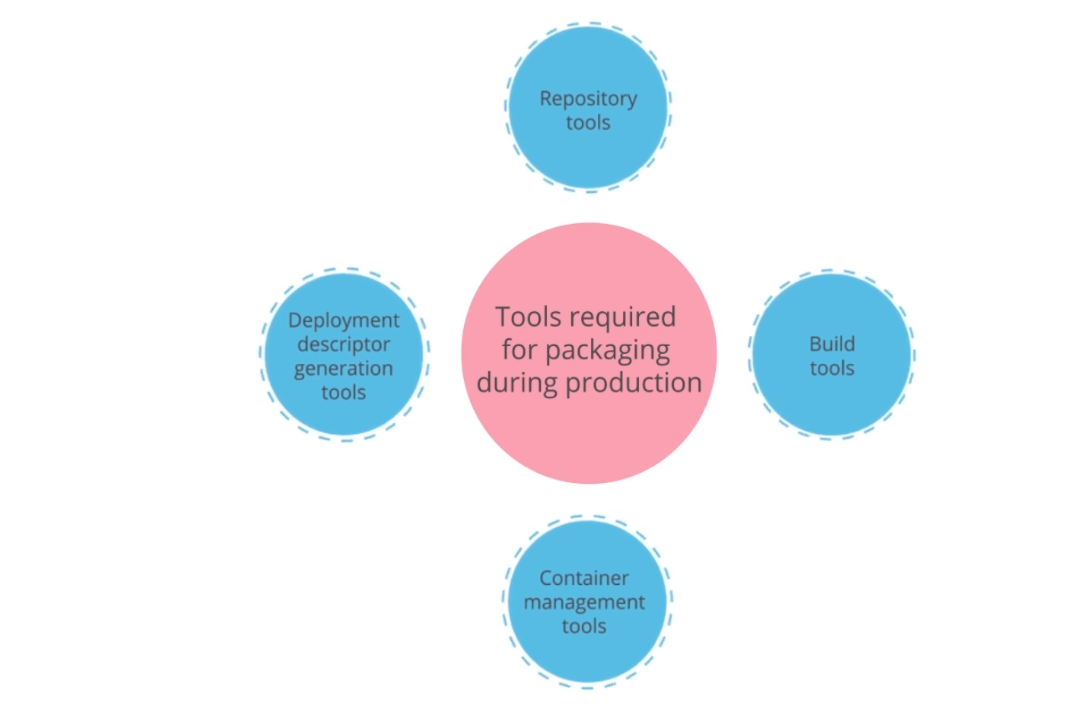 Repository
tools
Deployment
descriptor
generation
tools
Tools required
for packaging
during production
Build
tools
Container
management
tools